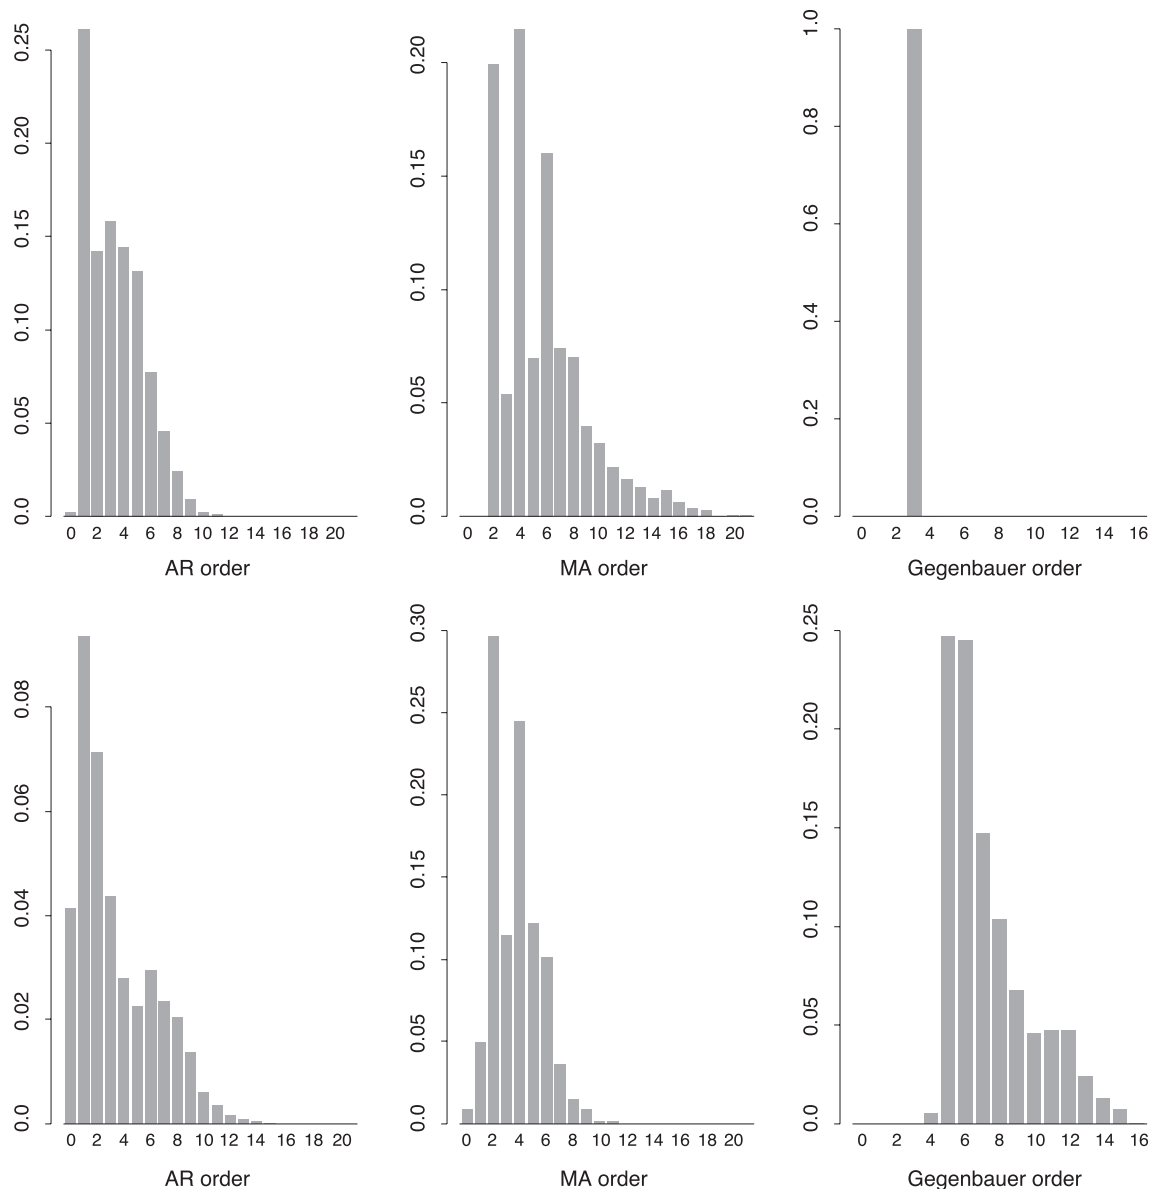 0.0 0.05 0.10 0.15 0.20 0.25
0 2 4 6 8 10 12 14 16 18 20
AR order
0.0 0.05 0.10 0.15 0.20
0 2 4 6 8 10 12 14 16 18 20
MA order
0.0 0.2 0.4 0.6 0.8 1.0
0 2 4 6 8 10 12 14 16
Gegenbauer order
0.0 0.02 0.04 0.06 0.08
0 2 4 6 8 10 12 14 16 18 20
AR order
0.0 0.05 0.10 0.15 0.20 0.25 0.30
0 2 4 6 8 10 12 14 16 18 20
MA order
0.0 0.05 0.10 0.15 0.20 0.25
0 2 4 6 8 10 12 14 16
Gegenbauer order